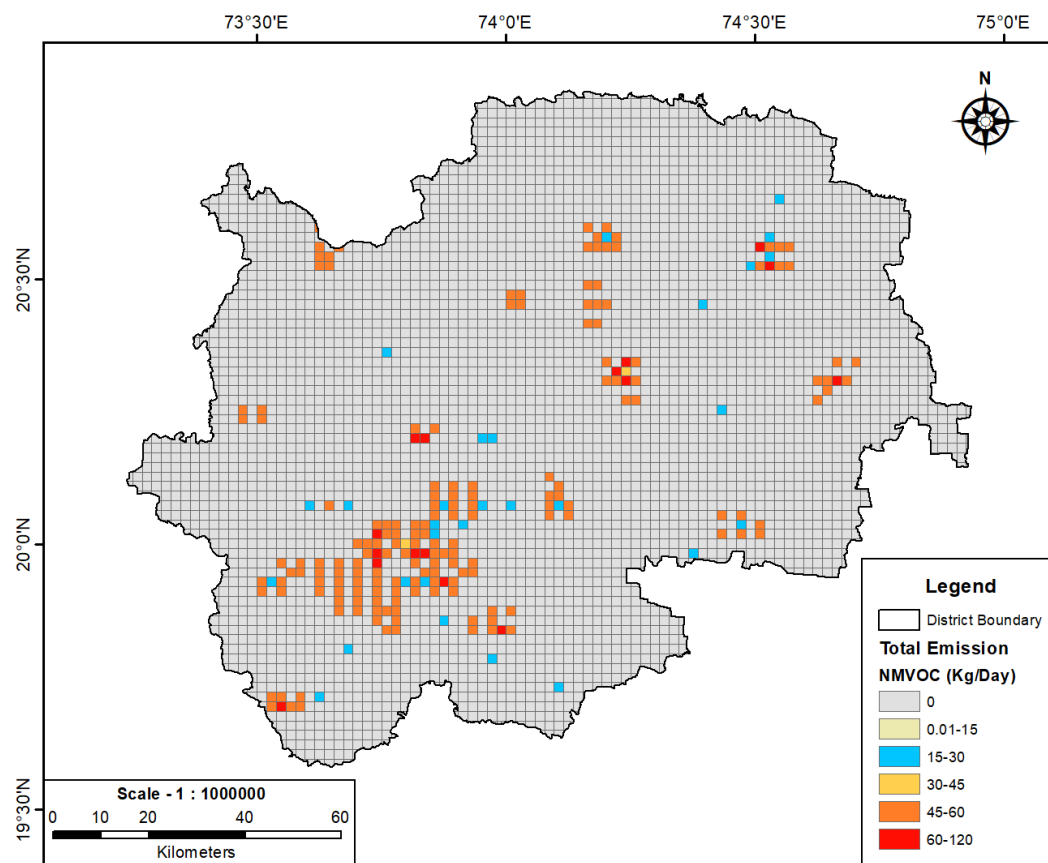 73°30'E 74°0'E 74°30'E 75°0'E
N
20°30'N
20°0'N
19°30'N
Legend
District Boundary
Total Emission
NMVOC (Kg/Day)
0
0.01-15
15-30
30-45
45-60
60-120
Scale - 1 : 1000000
0 10 20 40 60
Kilometers